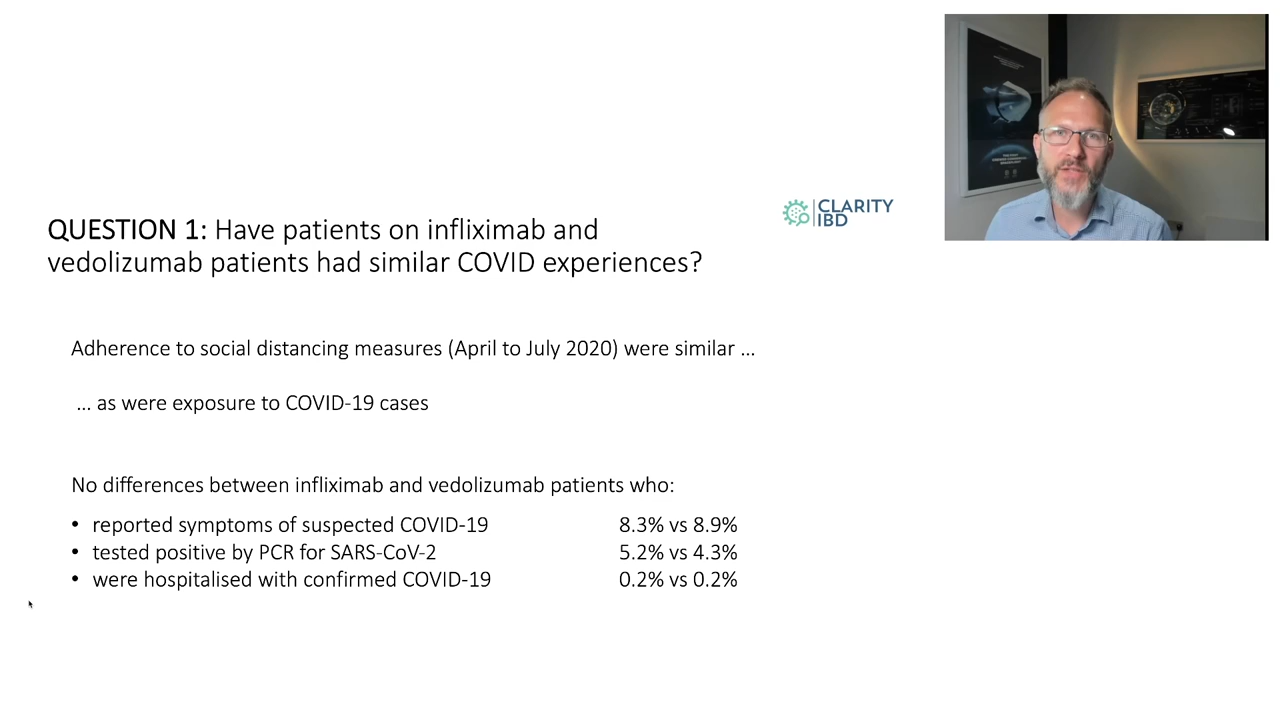 CLARITY
IBD
QUESTION 1: Have patients on infliximab and
vedolizumab patients had similar COVID experiences?
Adherence to social distancing measures (April to July 2020) were similar ...
... as were exposure to COVID-19 cases
No differences between infliximab and vedolizumab patients who:
• reported symptoms of suspected COVID-19 8.3% vs 8.9%
• tested positive by PCR for SARS-CoV-2 5.2% vs 4.3%
• were hospitalised with confirmed COVID-19 0.2% vs 0.2%